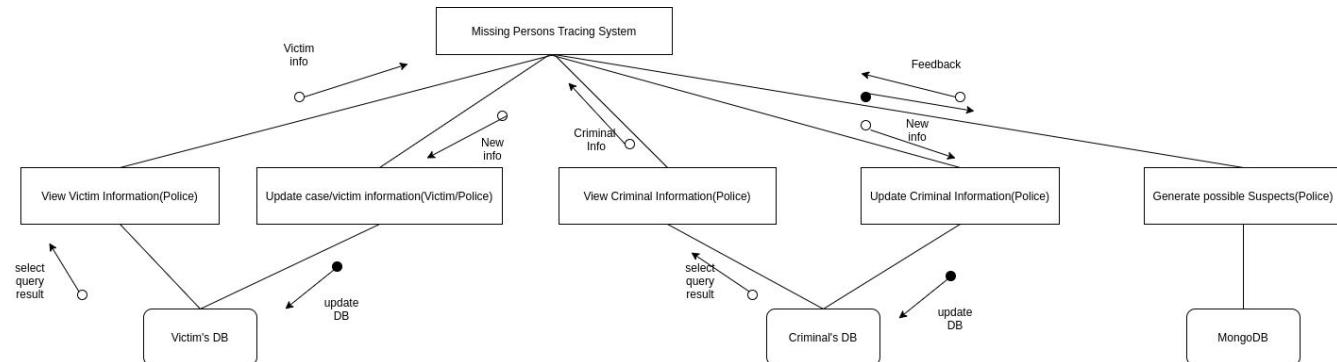 Missing Persons Tracing System
Victim
info
Feedback
New
info
Criminal
Info
New
info
View Victim Information(Police)
Update case/victim information(Victim/Police)
View Criminal Information(Police)
Update Criminal Information(Police)
Generate possible Suspects(Police)
select
query
result
update
DB
select
query
result
update
DB
Victim's DB
Criminal's DB
MongoDB